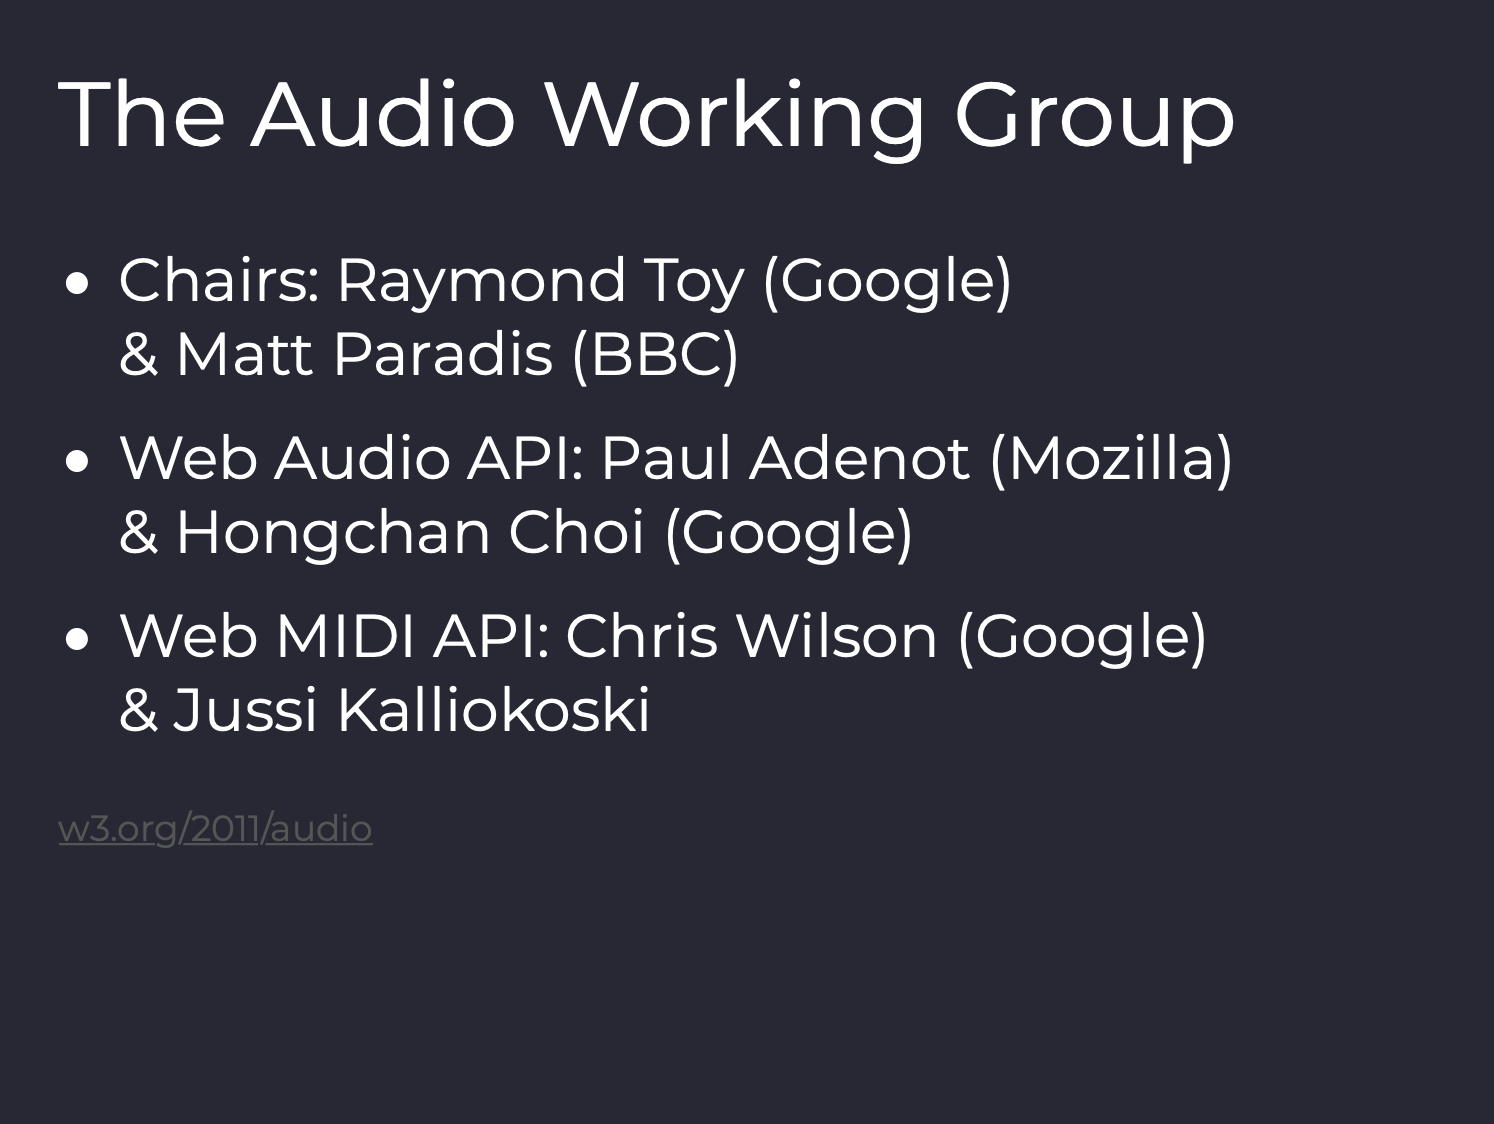 The Audio Working Group
• Chairs: Raymond Toy (Google)
& Matt Paradis (BBC)
• Web Audio API: Paul Adenot (Mozilla)
& Hongchan Choi (Google)
• Web MIDI API: Chris Wilson (Google)
& Jussi Kalliokoski
w3.org/2011/audio